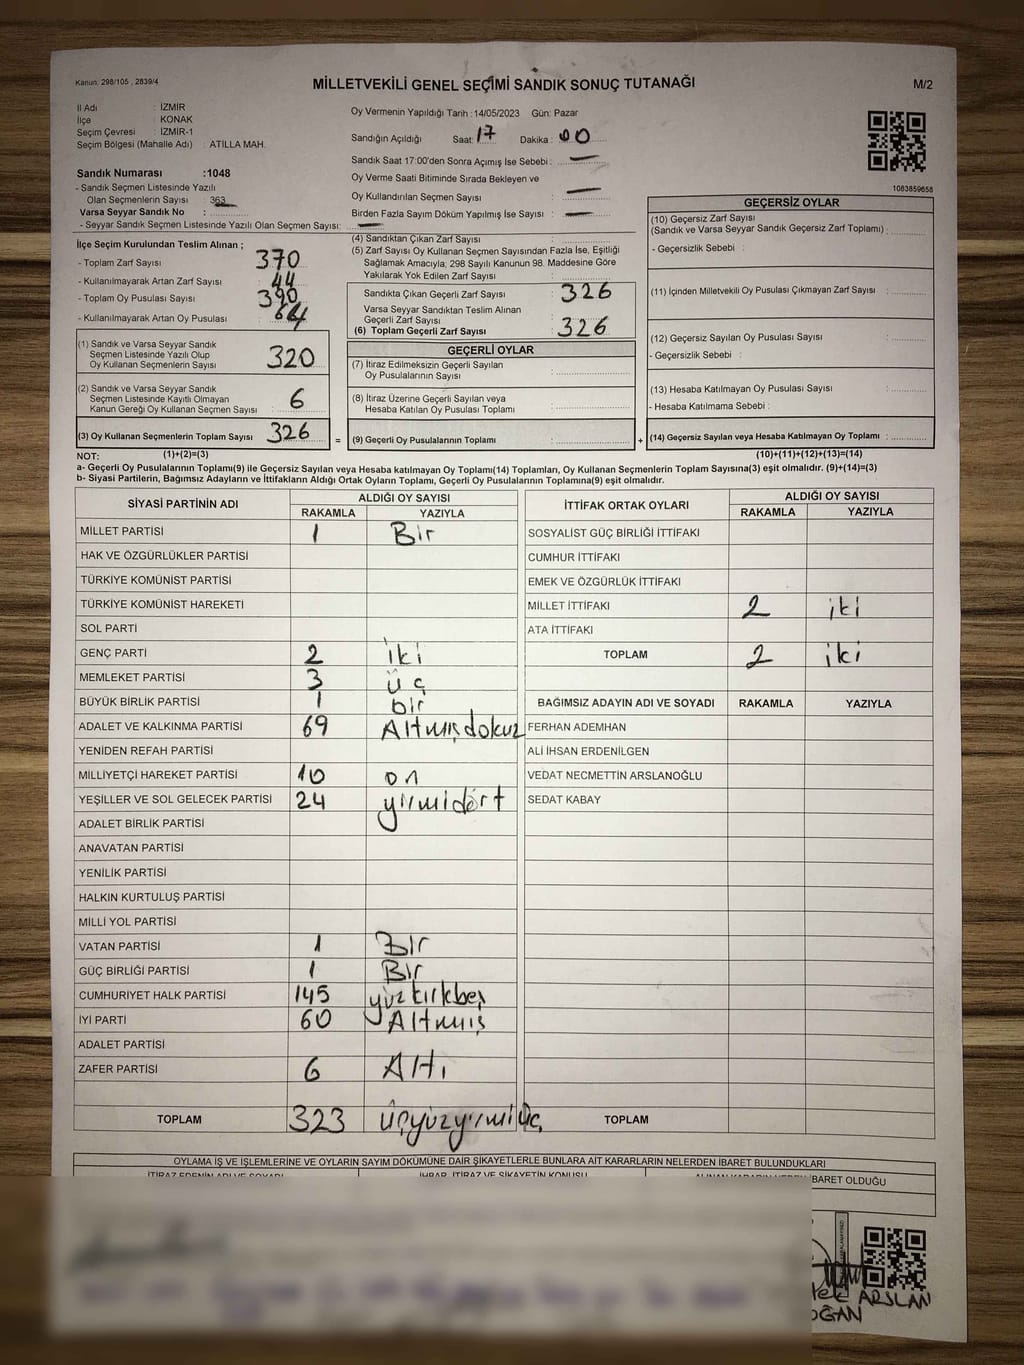 Kanun: 298/105 , 2839/4
MİLLETVEKİLİ GENEL SEÇİMİ SANDIK SONUÇ TUTANAĞI
M/2
İl Adı : İZMİR
İlçe : KONAK
Seçim Çevresi : İZMİR-1
Seçim Bölgesi (Mahalle Adı) : ATİLLA MAH.
Oy Vermenin Yapıldığı Tarih : 14/05/2023 Gün: Pazar
Sandığın Açıldığı Saat: 17 Dakika : 00
Sandık Saat 17:00'den Sonra Açılmış İse Sebebi :
Oy Verme Saati Bitiminde Sırada Bekleyen ve
Oy Kullandırılan Seçmen Sayısı :
Birden Fazla Sayım Döküm Yapılmış İse Sayısı :
1083859658
Sandık Numarası :1048
- Sandık Seçmen Listesinde Yazılı
Olan Seçmenlerin Sayısı : 363
Varsa Seyyar Sandık No :
- Seyyar Sandık Seçmen Listesinde Yazılı Olan Seçmen Sayısı:
İlçe Seçim Kurulundan Teslim Alınan ;
- Toplam Zarf Sayısı : 370
- Kullanılmayarak Artan Zarf Sayısı : 44
- Toplam Oy Pusulası Sayısı : 390
- Kullanılmayarak Artan Oy Pusulası : 64
(1) Sandık ve Varsa Seyyar Sandık
Seçmen Listesinde Yazılı Olup
Oy Kullanan Seçmenlerin Sayısı : 320
(2) Sandık ve Varsa Seyyar Sandık
Seçmen Listesinde Kayıtlı Olmayan
Kanun Gereği Oy Kullanan Seçmen Sayısı : 6
(3) Oy Kullanan Seçmenlerin Toplam Sayısı : 326
(4) Sandıktan Çıkan Zarf Sayısı :
(5) Zarf Sayısı Oy Kullanan Seçmen Sayısından Fazla İse, Eşitliği
Sağlamak Amacıyla; 298 Sayılı Kanunun 98. Maddesine Göre
Yakılarak Yok Edilen Zarf Sayısı :
Sandıkta Çıkan Geçerli Zarf Sayısı : 326
Varsa Seyyar Sandıktan Teslim Alınan
Geçerli Zarf Sayısı :
(6) Toplam Geçerli Zarf Sayısı : 326
GEÇERLİ OYLAR
(7) İtiraz Edilmeksizin Geçerli Sayılan
Oy Pusulalarının Sayısı :
(8) İtiraz Üzerine Geçerli Sayılan veya
Hesaba Katılan Oy Pusulası Toplamı :
= (9) Geçerli Oy Pusulalarının Toplamı :
GEÇERSİZ OYLAR
(10) Geçersiz Zarf Sayısı
(Sandık ve Varsa Seyyar Sandık Geçersiz Zarf Toplamı) :
- Geçersizlik Sebebi :
(11) İçinden Milletvekili Oy Pusulası Çıkmayan Zarf Sayısı :
(12) Geçersiz Sayılan Oy Pusulası Sayısı :
- Geçersizlik Sebebi :
(13) Hesaba Katılmayan Oy Pusulası Sayısı :
- Hesaba Katılmama Sebebi :
+ (14) Geçersiz Sayılan veya Hesaba Katılmayan Oy Toplamı :
NOT: (1)+(2)=(3) (10)+(11)+(12)+(13)=(14)
a- Geçerli Oy Pusulalarının Toplamı(9) ile Geçersiz Sayılan veya Hesaba katılmayan Oy Toplamı(14) Toplamları, Oy Kullanan Seçmenlerin Toplam Sayısına(3) eşit olmalıdır. (9)+(14)=(3)
b- Siyasi Partilerin, Bağımsız Adayların ve İttifakların Aldığı Ortak Oyların Toplamı, Geçerli Oy Pusulalarının Toplamına(9) eşit olmalıdır.
SİYASİ PARTİNİN ADI ALDIĞI OY SAYISI
RAKAMLA YAZIYLA
MİLLET PARTİSİ 1 Bir
HAK VE ÖZGÜRLÜKLER PARTİSİ
TÜRKİYE KOMÜNİST PARTİSİ
TÜRKİYE KOMÜNİST HAREKETİ
SOL PARTİ
GENÇ PARTİ 2 iki
MEMLEKET PARTİSİ 3 üç
BÜYÜK BİRLİK PARTİSİ 1 bir
ADALET VE KALKINMA PARTİSİ 69 Altmışdokuz
YENİDEN REFAH PARTİSİ
MİLLİYETÇİ HAREKET PARTİSİ 10 on
YEŞİLLER VE SOL GELECEK PARTİSİ 24 yirmidört
ADALET BİRLİK PARTİSİ
ANAVATAN PARTİSİ
YENİLİK PARTİSİ
HALKIN KURTULUŞ PARTİSİ
MİLLİ YOL PARTİSİ
VATAN PARTİSİ 1 Bir
GÜÇ BİRLİĞİ PARTİSİ 1 Bir
CUMHURİYET HALK PARTİSİ 145 yüzkırkbeş
İYİ PARTİ 60 Altmış
ADALET PARTİSİ
ZAFER PARTİSİ 6 Altı
TOPLAM 323 üçyüzyirmiüç
İTTİFAK ORTAK OYLARI ALDIĞI OY SAYISI
RAKAMLA YAZIYLA
SOSYALİST GÜÇ BİRLİĞİ İTTİFAKI
CUMHUR İTTİFAKI
EMEK VE ÖZGÜRLÜK İTTİFAKI
MİLLET İTTİFAKI 2 iki
ATA İTTİFAKI
TOPLAM 2 iki
BAĞIMSIZ ADAYIN ADI VE SOYADI RAKAMLA YAZIYLA
FERHAN ADEMHAN
ALİ İHSAN ERDENİLGEN
VEDAT NECMETTİN ARSLANOĞLU
SEDAT KABAY
TOPLAM
OYLAMA İŞ VE İŞLEMLERİNE VE OYLARIN SAYIM DÖKÜMÜNE DAİR ŞİKAYETLERLE BUNLARA AİT KARARLARIN NELERDEN İBARET BULUNDUKLARI
İTİRAZ EDENİN ADI VE SOYADI İHBAR, İTİRAZ VE ŞİKAYETİN KONUSU
BARET OLDUĞU
ARSLAN